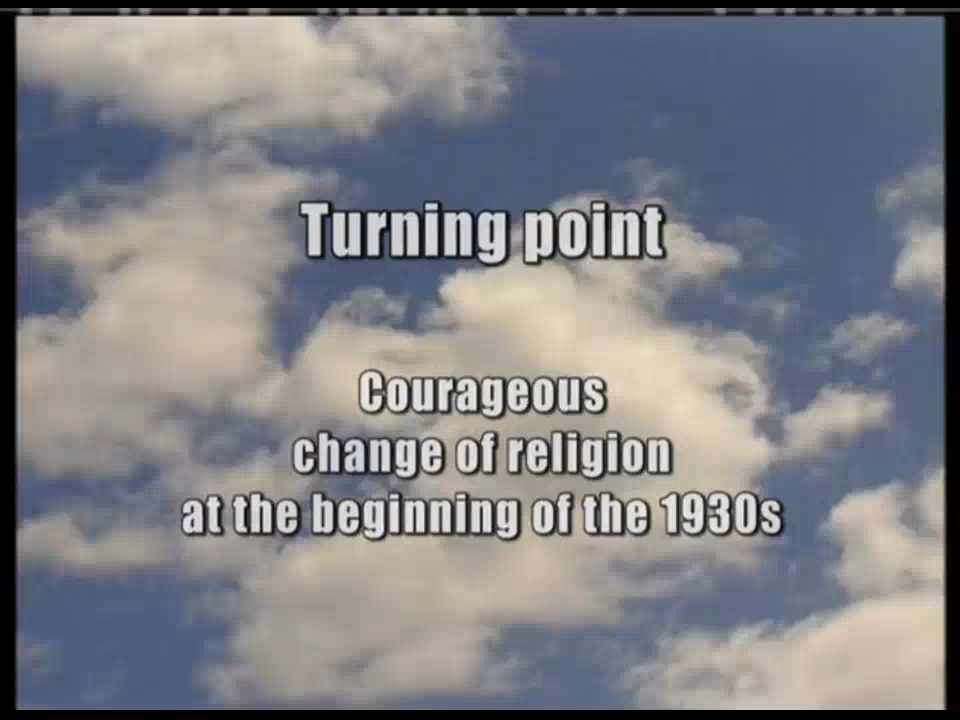 Turning point
Courageous
change of religion
at the beginning of the 1930s